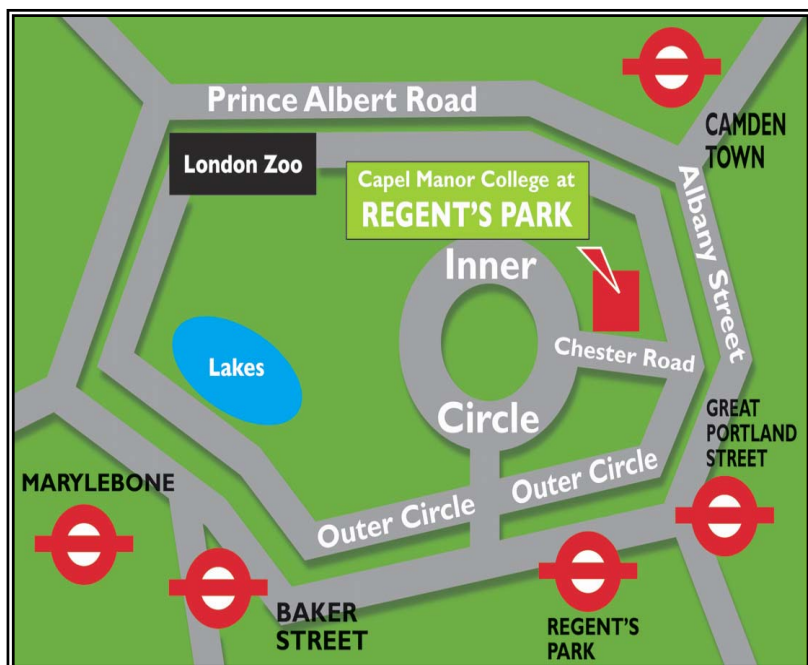 Prince Albert Road
CAMDEN
TOWN
London Zoo
Capel Manor College at
REGENT'S PARK
Albany Street
Inner
Circle
Chester Road
Lakes
GREAT
PORTLAND
STREET
MARYLEBONE
Outer Circle
Outer Circle
BAKER
STREET
REGENT'S
PARK